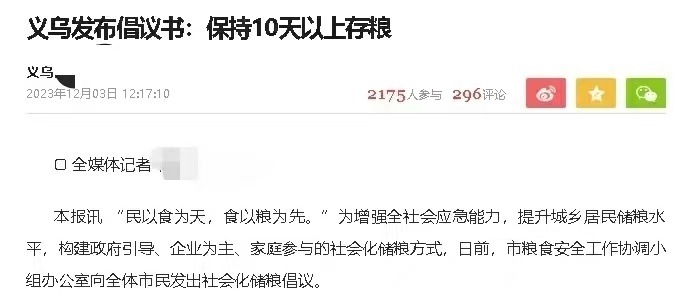 义乌发布倡议书：保持10天以上存粮
义乌
2023年12月03日 12:17:10
2175人参与 296评论
全媒体记者
本报讯 “民以食为天，食以粮为先。”为增强全社会应急能力，提升城乡居民储粮水
平，构建政府引导、企业为主、家庭参与的社会化储粮方式，日前，市粮食安全工作协调小
组办公室向全体市民发出社会化储粮倡议。